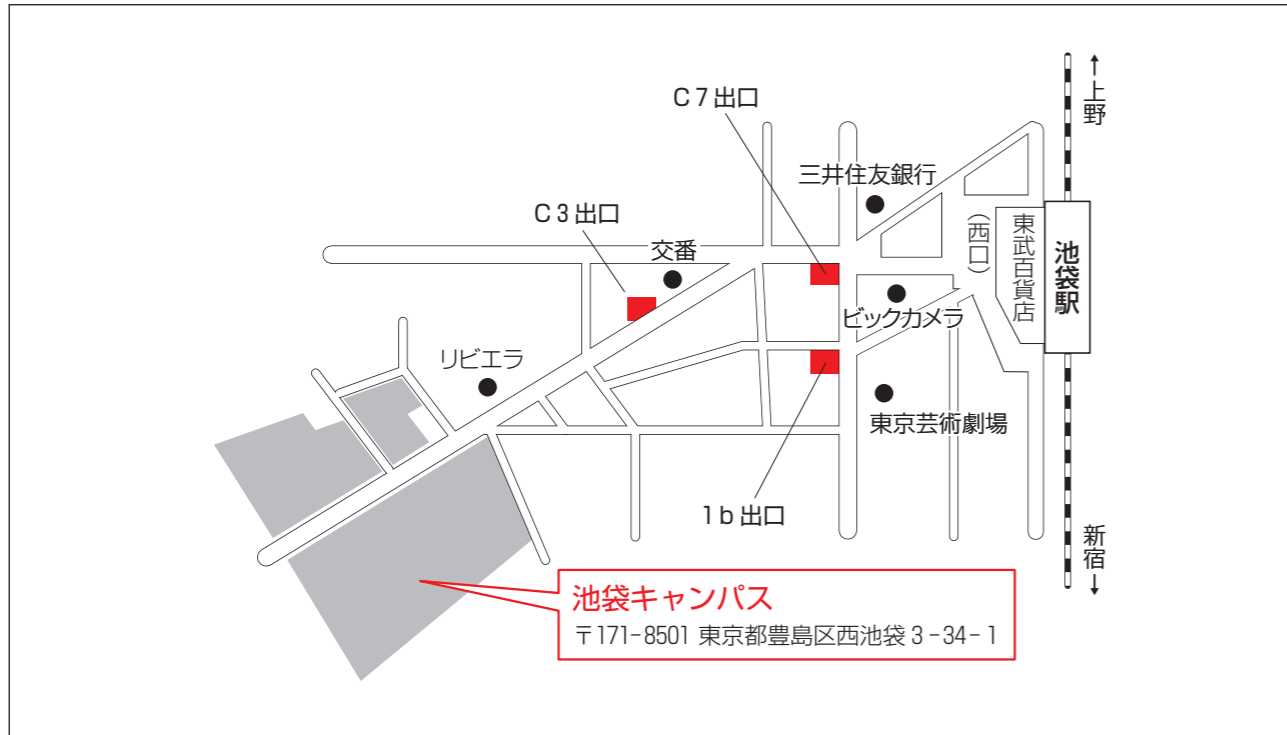 C7出口
↑上野
三井住友銀行
C3出口
交番
(西口)
東武百貨店
池袋駅
ビックカメラ
リビエラ
東京芸術劇場
1b出口
新宿↓
池袋キャンパス
〒171-8501 東京都豊島区西池袋3-34-1